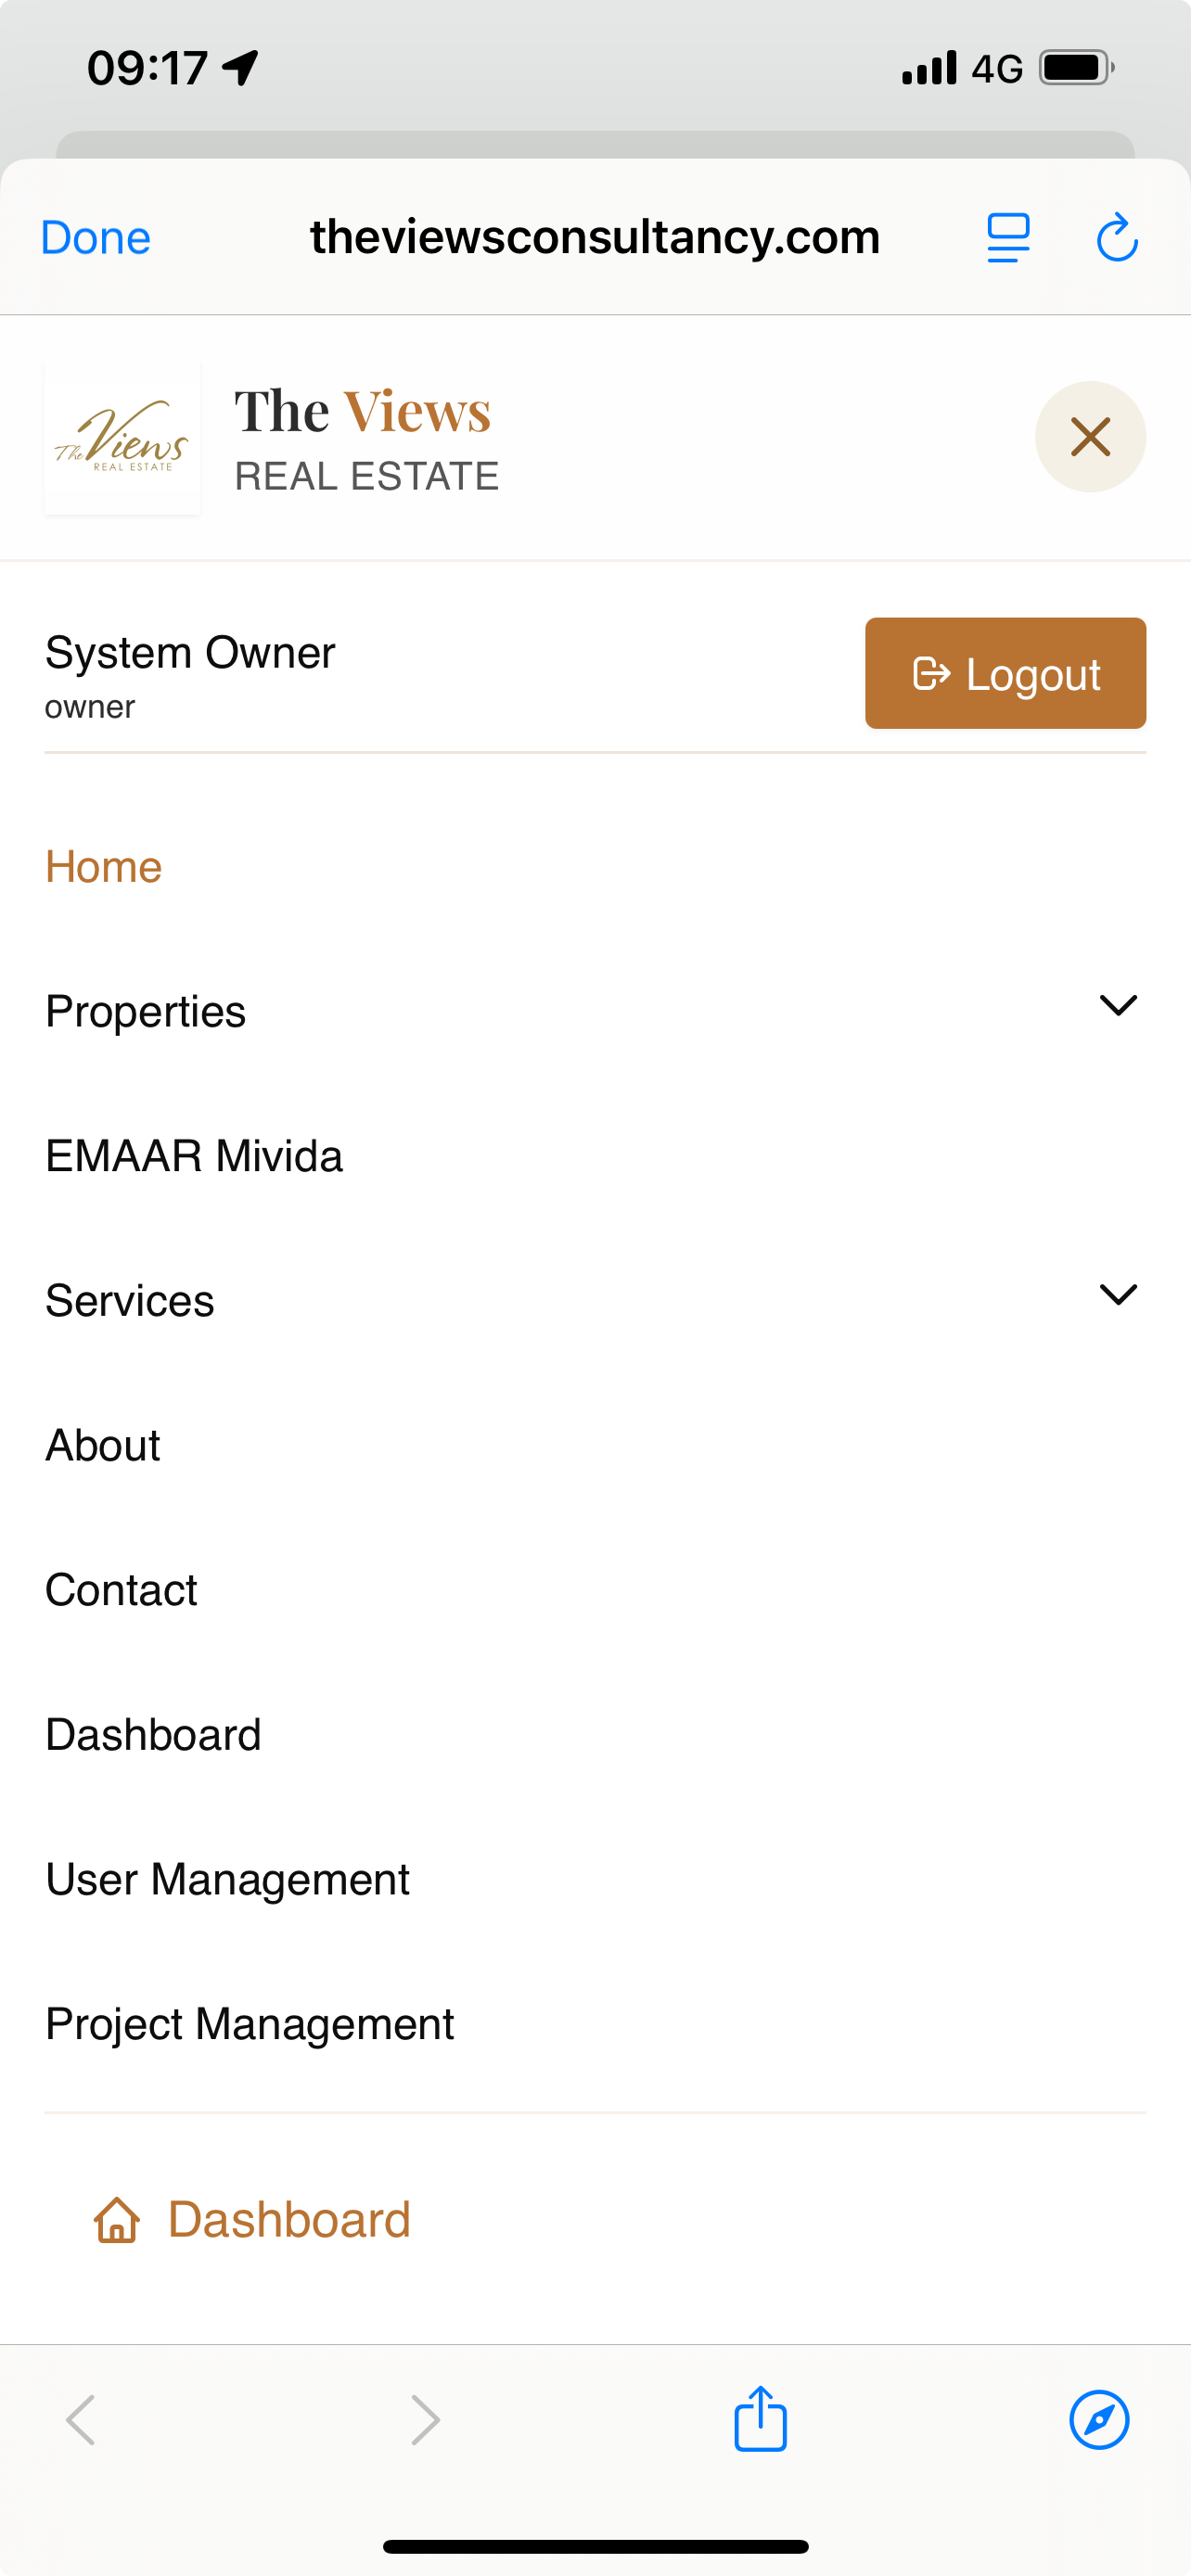 09:17 4G
Done theviewsconsultancy.com
The Views
REAL ESTATE
The Views
REAL ESTATE
System Owner
owner
Logout
Home
Properties
EMAAR Mivida
Services
About
Contact
Dashboard
User Management
Project Management
Dashboard